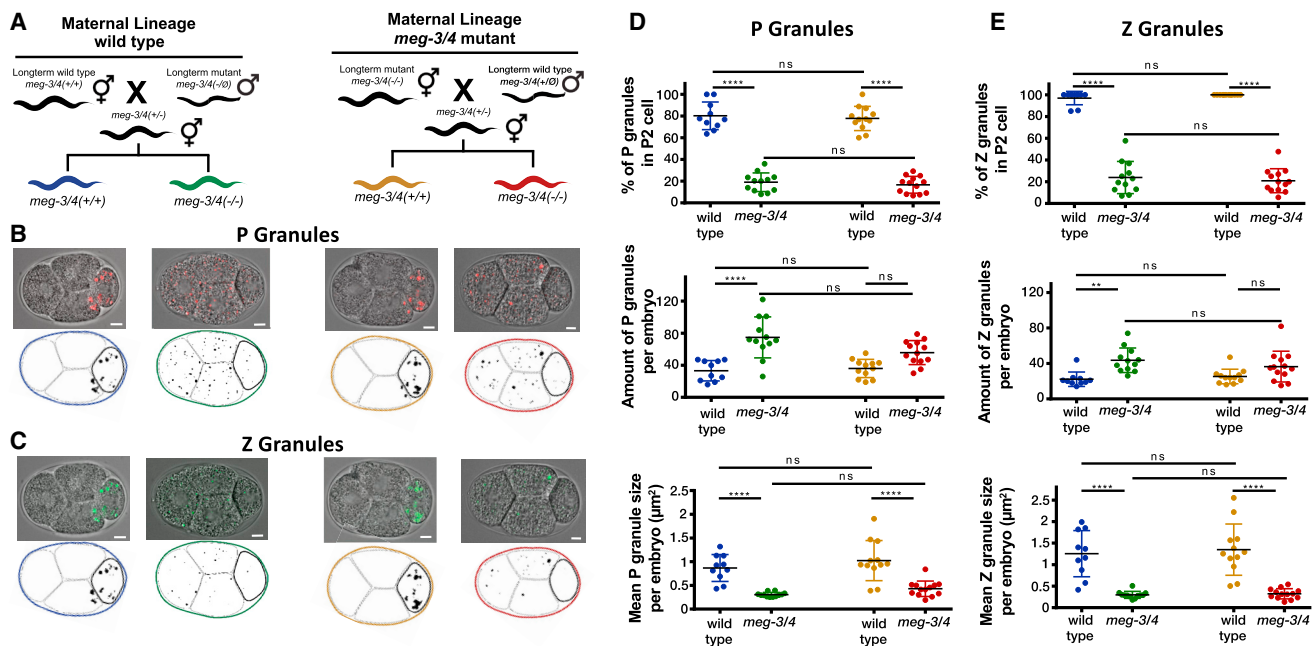 A
Maternal Lineage
wild type
Longterm wild type
meg-3/4(+/+)
X
Longterm mutant
meg-3/4(-/Ø)
meg-3/4(+/-)
meg-3/4(+/+)
meg-3/4(-/-)
Maternal Lineage
meg-3/4 mutant
Longterm mutant
meg-3/4(-/-)
X
Longterm wild type
meg-3/4(+/Ø)
meg-3/4(+/-)
meg-3/4(+/+)
meg-3/4(-/-)
B
P Granules
C
Z Granules
D
P Granules
% of P granules
in P2 cell
100
80
60
40
20
0
ns
****
****
ns
wild
type
meg-3/4
wild
type
meg-3/4
Amount of P granules
per embryo
120
80
40
0
ns
****
ns
ns
wild
type
meg-3/4
wild
type
meg-3/4
Mean P granule size
per embryo (µm²)
2.5
2
1.5
1
0.5
0
ns
ns
****
****
wild
type
meg-3/4
wild
type
meg-3/4
E
Z Granules
% of Z granules
in P2 cell
100
80
60
40
20
0
ns
****
****
ns
wild
type
meg-3/4
wild
type
meg-3/4
Amount of Z granules
per embryo
120
80
40
0
ns
**
ns
ns
wild
type
meg-3/4
wild
type
meg-3/4
Mean Z granule size
per embryo (µm²)
2.5
2
1.5
1
0.5
0
ns
ns
****
****
wild
type
meg-3/4
wild
type
meg-3/4